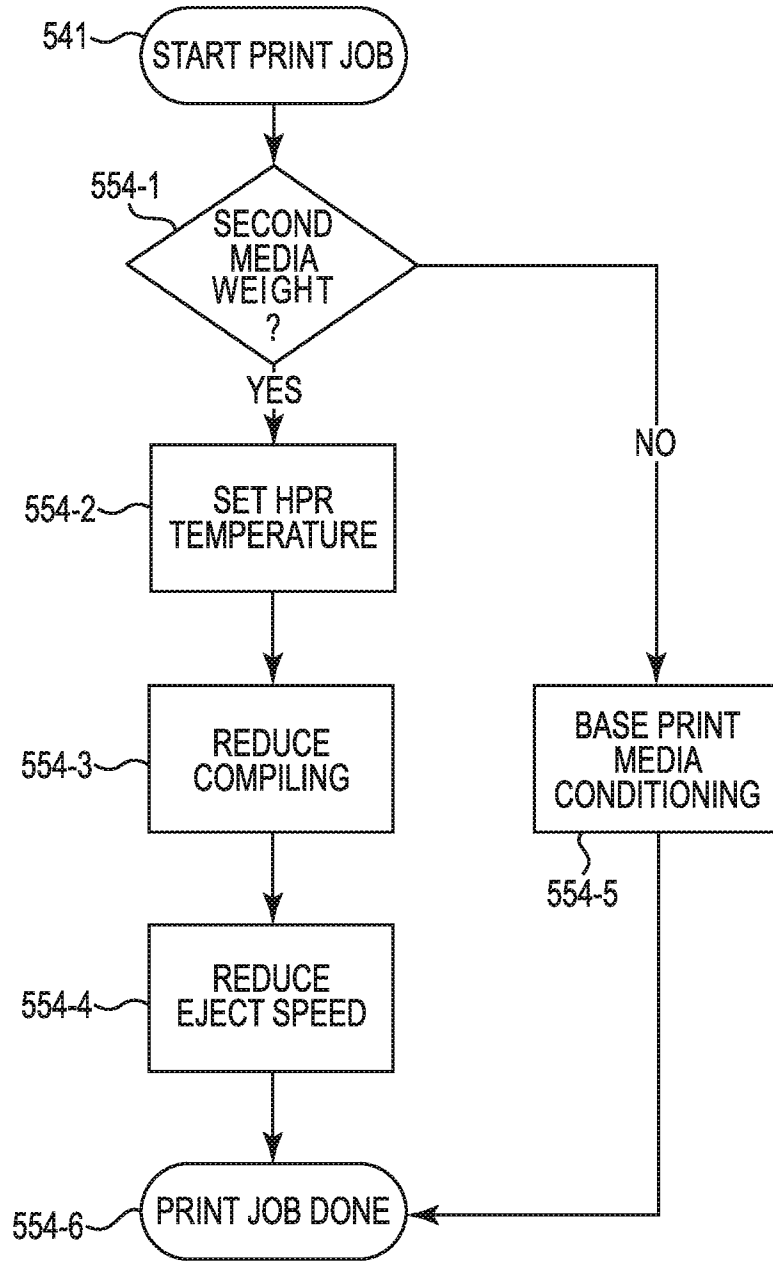 541
START PRINT JOB
554-1
SECOND
MEDIA
WEIGHT
?
YES
NO
554-2
SET HPR
TEMPERATURE
554-3
REDUCE
COMPILING
BASE PRINT
MEDIA
CONDITIONING
554-5
554-4
REDUCE
EJECT SPEED
554-6
PRINT JOB DONE